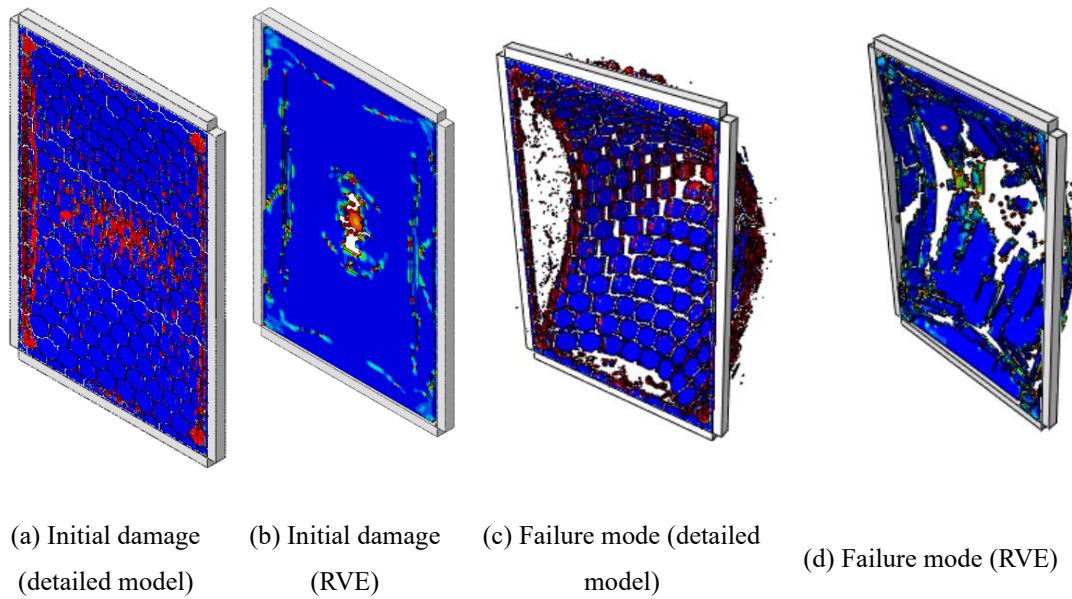 (a) Initial damage
(detailed model)
(b) Initial damage
(RVE)
(c) Failure mode (detailed
model)
(d) Failure mode (RVE)